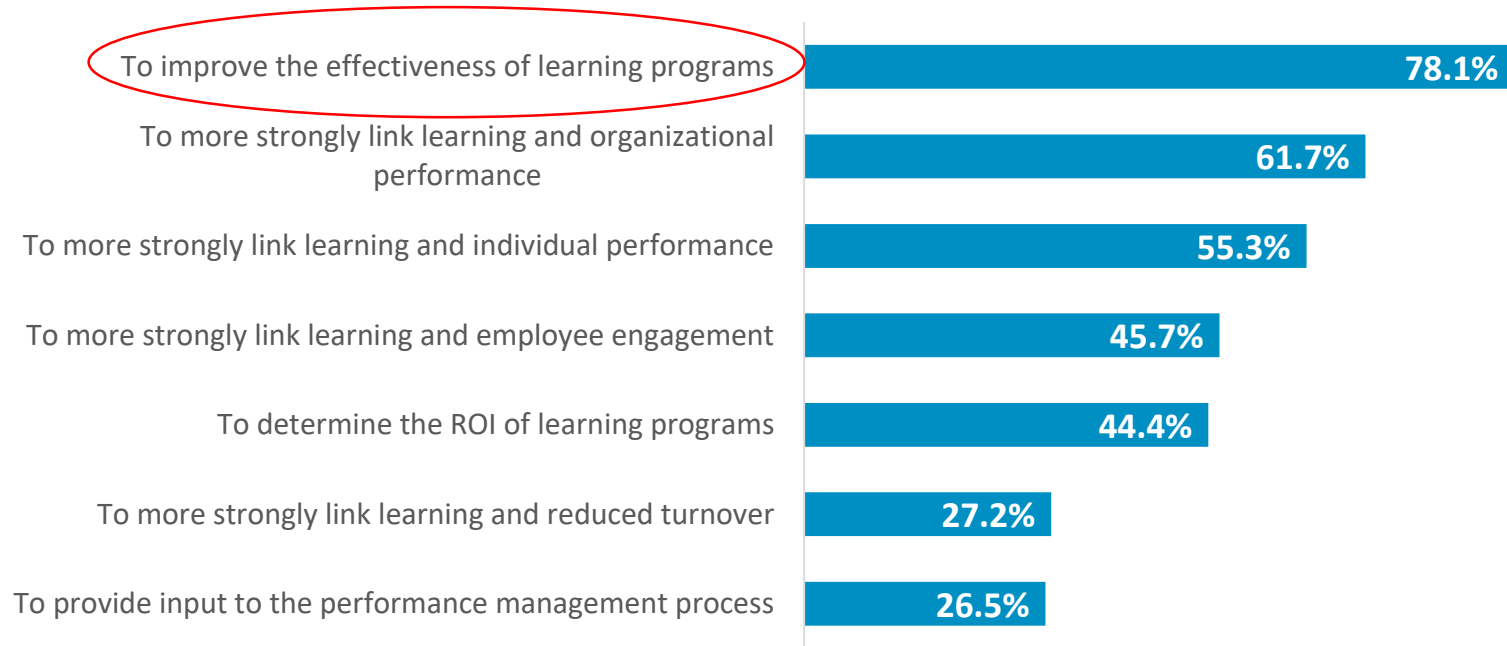 To improve the effectiveness of learning programs
78.1%
To more strongly link learning and organizational
performance
61.7%
To more strongly link learning and individual performance
55.3%
To more strongly link learning and employee engagement
45.7%
To determine the ROI of learning programs
44.4%
To more strongly link learning and reduced turnover
27.2%
To provide input to the performance management process
26.5%